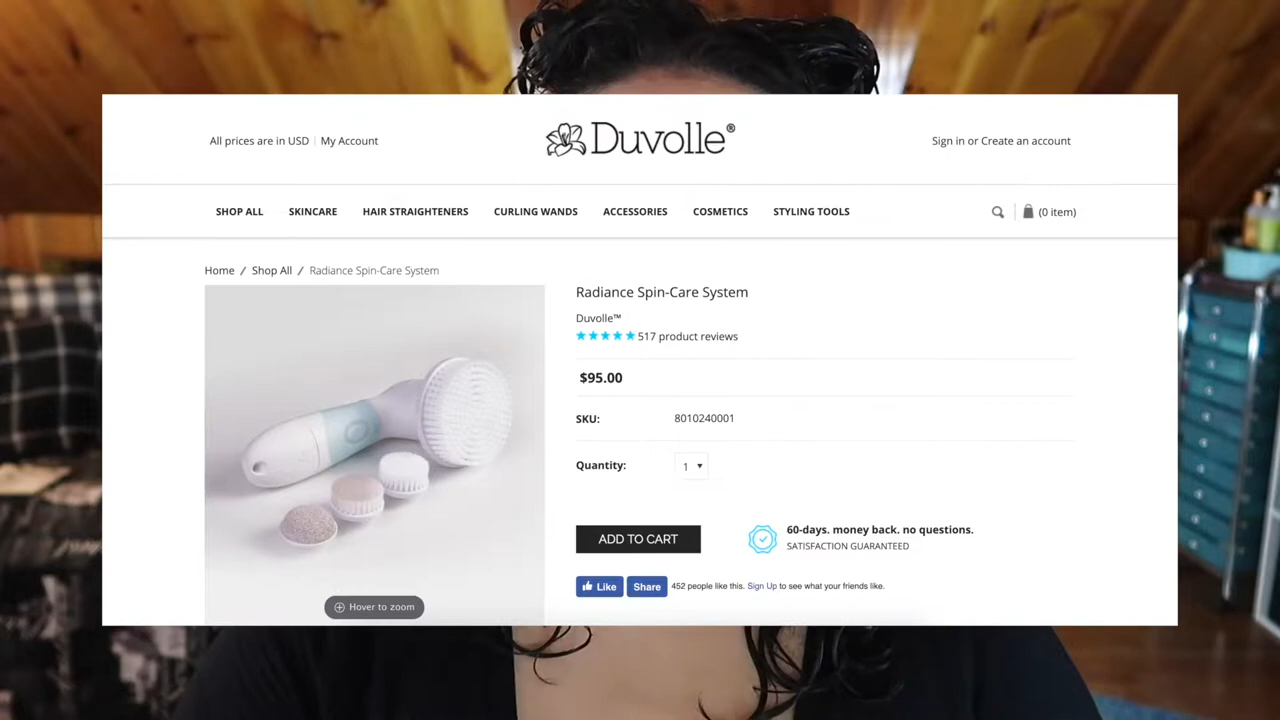 All prices are in USD | My Account
Duvolle®
Sign in or Create an account
SHOP ALL SKINCARE HAIR STRAIGHTENERS CURLING WANDS ACCESSORIES COSMETICS STYLING TOOLS
(0 item)
Home / Shop All / Radiance Spin-Care System
Radiance Spin-Care System
Duvolle™
517 product reviews
$95.00
SKU: 8010240001
Quantity: 1
ADD TO CART
60-days. money back. no questions.
SATISFACTION GUARANTEED
Like Share 452 people like this. Sign Up to see what your friends like.
Hover to zoom